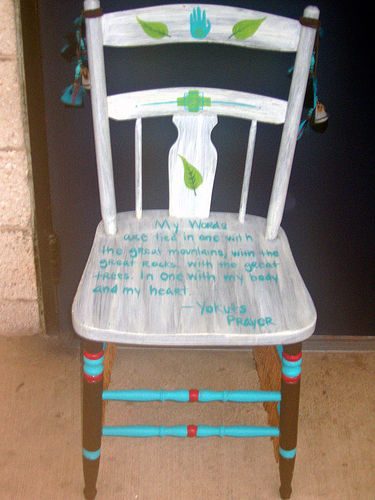 My Words
are tied in one with
the great mountains, with the
great rocks with the great
trees. In one with my body
and my heart.
— Yokuts
Prayer